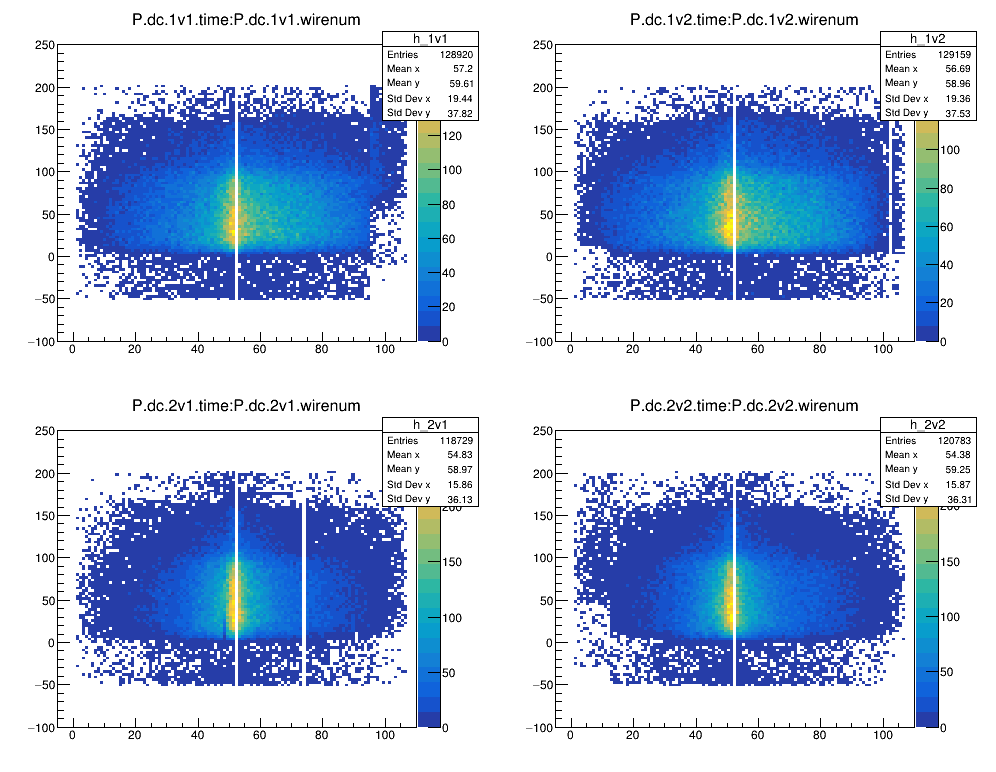 P.dc.1v1.time:P.dc.1v1.wirenum
h_1v1
Entries 128920
Mean x 57.2
Mean y 59.61
Std Dev x 19.44
Std Dev y 37.82
250
200
150
100
50
0
−50
−100
0 20 40 60 80 100
120
100
80
60
40
20
0
P.dc.1v2.time:P.dc.1v2.wirenum
h_1v2
Entries 129159
Mean x 56.69
Mean y 58.96
Std Dev x 19.36
Std Dev y 37.53
250
200
150
100
50
0
−50
−100
0 20 40 60 80 100
100
80
60
40
20
0
P.dc.2v1.time:P.dc.2v1.wirenum
h_2v1
Entries 118729
Mean x 54.83
Mean y 58.97
Std Dev x 15.86
Std Dev y 36.13
250
200
150
100
50
0
−50
−100
0 20 40 60 80 100
200
150
100
50
0
P.dc.2v2.time:P.dc.2v2.wirenum
h_2v2
Entries 120783
Mean x 54.38
Mean y 59.25
Std Dev x 15.87
Std Dev y 36.31
250
200
150
100
50
0
−50
−100
0 20 40 60 80 100
200
150
100
50
0